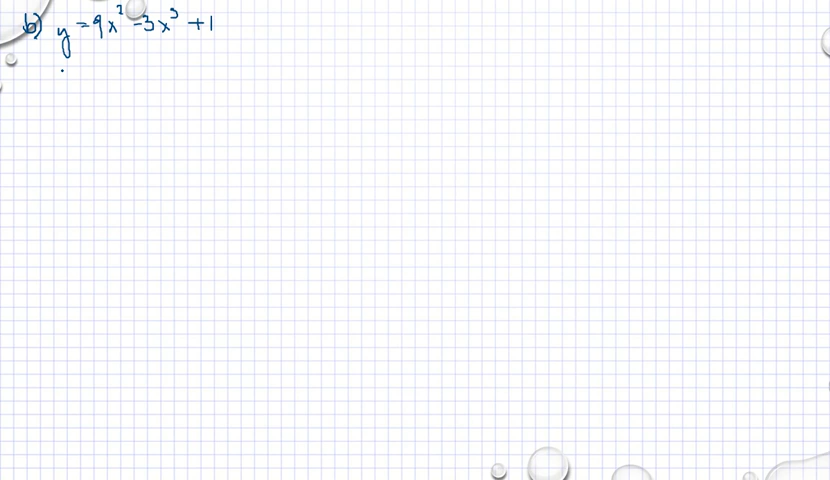 b) y = 9x² - 3x³ + 1